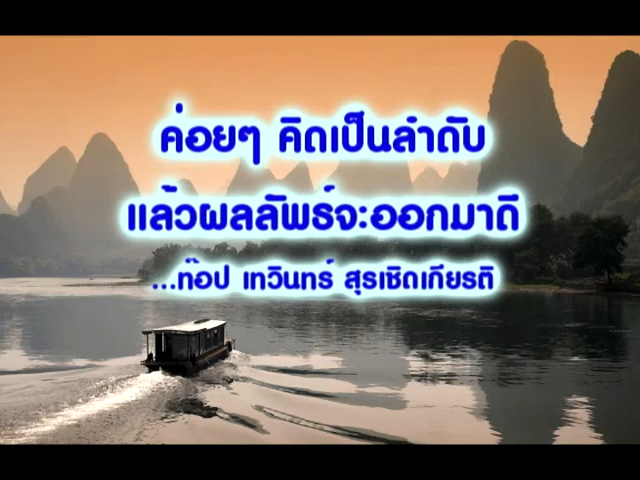 ค่อยๆ คิดเป็นลำดับ
แล้วผลลัพธ์จะออกมาดี
...ท๊อป เทวินทร์ สุรเชิดเกียรติ